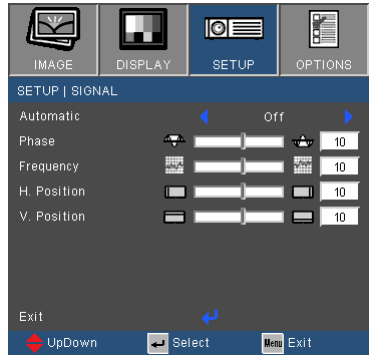 IMAGE DISPLAY SETUP OPTIONS
SETUP | SIGNAL
Automatic Off
Phase 10
Frequency 10
H. Position 10
V. Position 10
Exit
UpDown Select Menu Exit